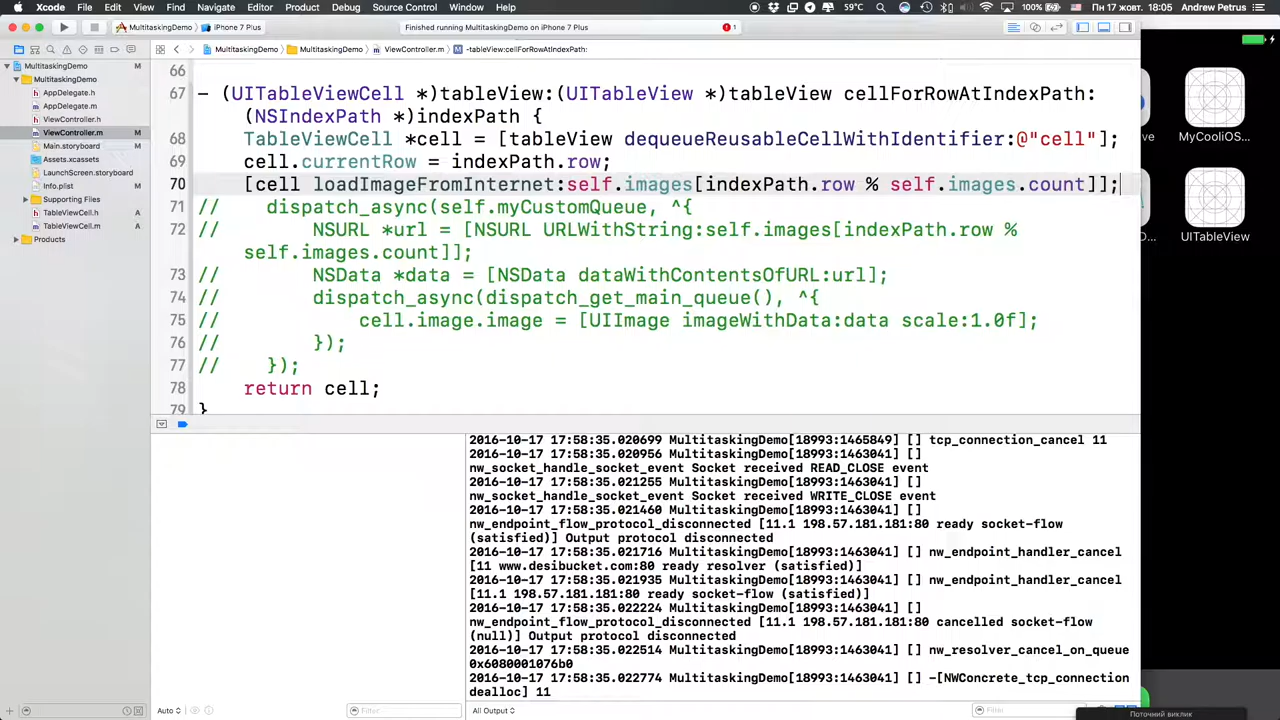 Xcode File Edit View Find Navigate Editor Product Debug Source Control Window Help 59°C 100% Пн 17 жовт. 18:05 Andrew Petrus
MultitaskingDemo iPhone 7 Plus Finished running MultitaskingDemo on iPhone 7 Plus 1
MultitaskingDemo MultitaskingDemo ViewController.m M -tableView:cellForRowAtIndexPath:
MultitaskingDemo M
MultitaskingDemo
AppDelegate.h
AppDelegate.m
ViewController.h
ViewController.m M
Main.storyboard M
Assets.xcassets
LaunchScreen.storyboard
Info.plist
Supporting Files
TableViewCell.h A
TableViewCell.m A
Products
66
67 – (UITableViewCell *)tableView:(UITableView *)tableView cellForRowAtIndexPath:
(NSIndexPath *)indexPath {
68 TableViewCell *cell = [tableView dequeueReusableCellWithIdentifier:@"cell"];
69 cell.currentRow = indexPath.row;
70 [cell loadImageFromInternet:self.images[indexPath.row % self.images.count]];
71 // dispatch_async(self.myCustomQueue, ^{
72 // NSURL *url = [NSURL URLWithString:self.images[indexPath.row %
self.images.count]];
73 // NSData *data = [NSData dataWithContentsOfURL:url];
74 // dispatch_async(dispatch_get_main_queue(), ^{
75 // cell.image.image = [UIImage imageWithData:data scale:1.0f];
76 // });
77 // });
78 return cell;
79 }
2016-10-17 17:58:35.020699 MultitaskingDemo[18993:1465849] [] tcp_connection_cancel 11
2016-10-17 17:58:35.020956 MultitaskingDemo[18993:1463041] []
nw_socket_handle_socket_event Socket received READ_CLOSE event
2016-10-17 17:58:35.021255 MultitaskingDemo[18993:1463041] []
nw_socket_handle_socket_event Socket received WRITE_CLOSE event
2016-10-17 17:58:35.021460 MultitaskingDemo[18993:1463041] []
nw_endpoint_flow_protocol_disconnected [11.1 198.57.181.181:80 ready socket-flow
(satisfied)] Output protocol disconnected
2016-10-17 17:58:35.021716 MultitaskingDemo[18993:1463041] [] nw_endpoint_handler_cancel
[11 www.desibucket.com:80 ready resolver (satisfied)]
2016-10-17 17:58:35.021935 MultitaskingDemo[18993:1463041] [] nw_endpoint_handler_cancel
[11.1 198.57.181.181:80 ready socket-flow (satisfied)]
2016-10-17 17:58:35.022224 MultitaskingDemo[18993:1463041] []
nw_endpoint_flow_protocol_disconnected [11.1 198.57.181.181:80 cancelled socket-flow
(null)] Output protocol disconnected
2016-10-17 17:58:35.022514 MultitaskingDemo[18993:1463041] [] nw_resolver_cancel_on_queue
0x6080001076b0
2016-10-17 17:58:35.022774 MultitaskingDemo[18993:1463041] [] -[NWConcrete_tcp_connection
dealloc] 11
Auto Filter All Output Filter
ve MyCooliOS...
D... UITableView
Поточний виклик